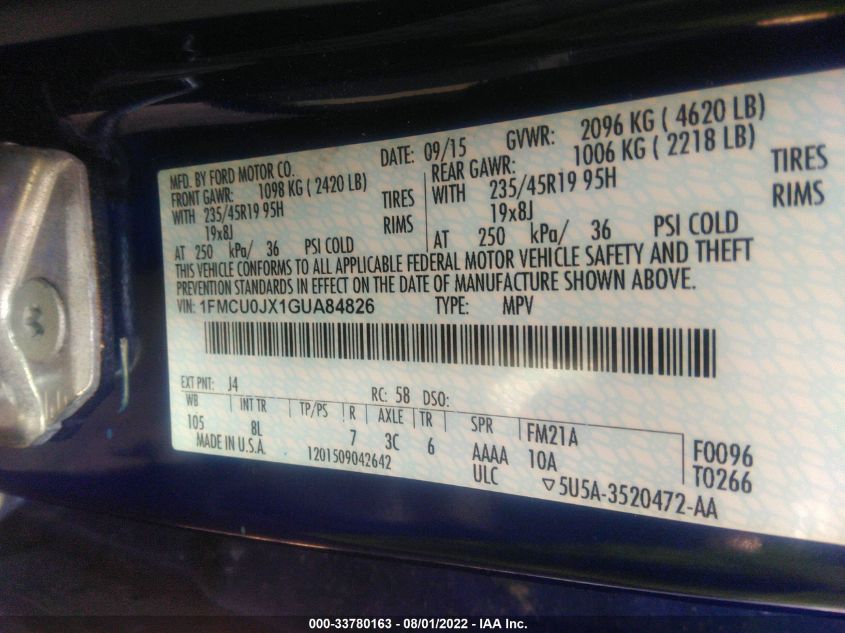 MFD. BY FORD MOTOR CO. DATE: 09/15 GVWR: 2096 KG ( 4620 LB)
FRONT GAWR: 1098 KG ( 2420 LB) REAR GAWR: 1006 KG ( 2218 LB)
WITH 235/45R19 95H TIRES WITH 235/45R19 95H TIRES
19x8J RIMS 19x8J RIMS
AT 250 kPa/ 36 PSI COLD AT 250 kPa/ 36 PSI COLD
THIS VEHICLE CONFORMS TO ALL APPLICABLE FEDERAL MOTOR VEHICLE SAFETY AND THEFT
PREVENTION STANDARDS IN EFFECT ON THE DATE OF MANUFACTURE SHOWN ABOVE.
VIN: 1FMCU0JX1GUA84826 TYPE: MPV
EXT PNT: J4 RC: 58 DSO:
WB INT TR TP/PS R AXLE TR SPR FM21A F0096
105 8L 7 3C 6 AAAA 10A T0266
MADE IN U.S.A. 1201509042642 ULC ▽5U5A-3520472-AA
000-33780163 - 08/01/2022 - IAA Inc.